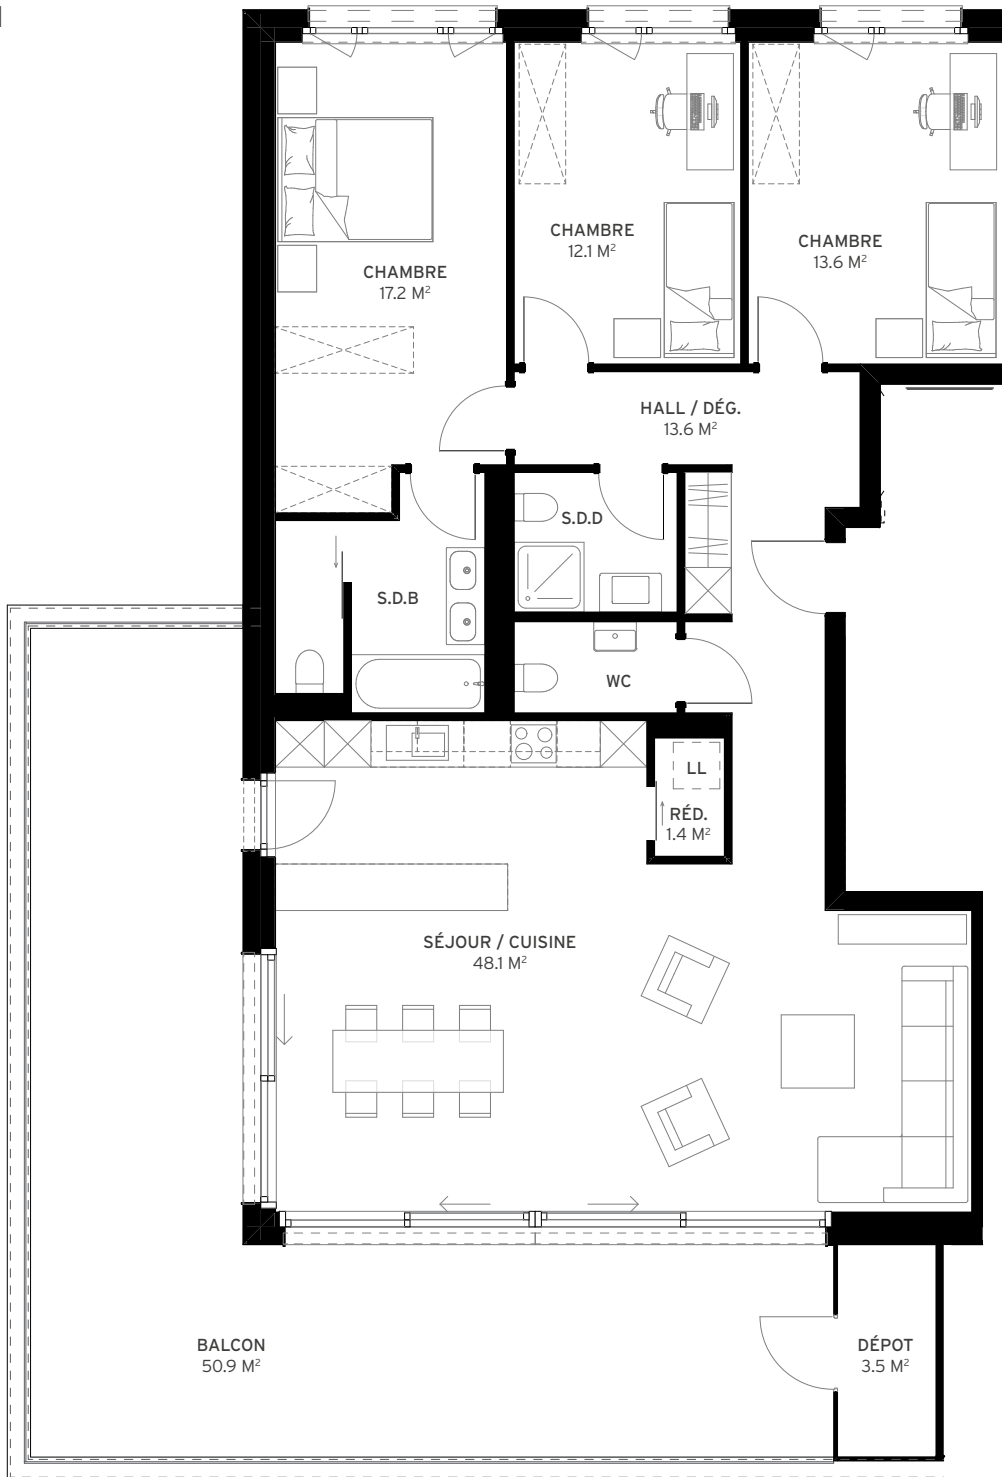 CHAMBRE
12.1 M²
CHAMBRE
13.6 M²
CHAMBRE
17.2 M²
HALL / DÉG.
13.6 M²
S.D.D
S.D.B
WC
LL
RÉD.
1.4 M²
SÉJOUR / CUISINE
48.1 M²
BALCON
50.9 M²
DÉPOT
3.5 M²